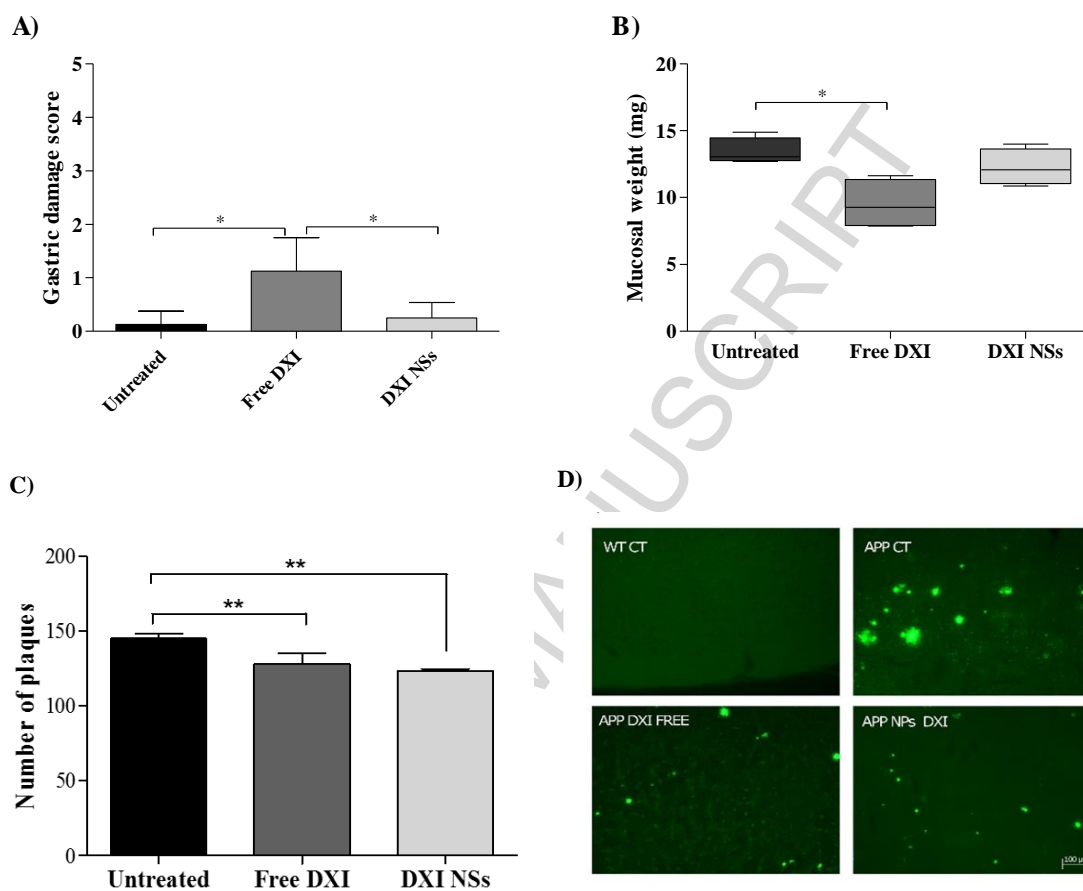 A)
Gastric damage score
5
4
3
2
1
0
*
*
Untreated
Free DXI
DXI NSs
B)
Mucosal weight (mg)
20
15
10
5
0
*
Untreated
Free DXI
DXI NSs
C)
Number of plaques
200
150
100
50
0
**
**
Untreated
Free DXI
DXI NSs
D)
WT CT
APP CT
APP DXI FREE
APP NPs DXI